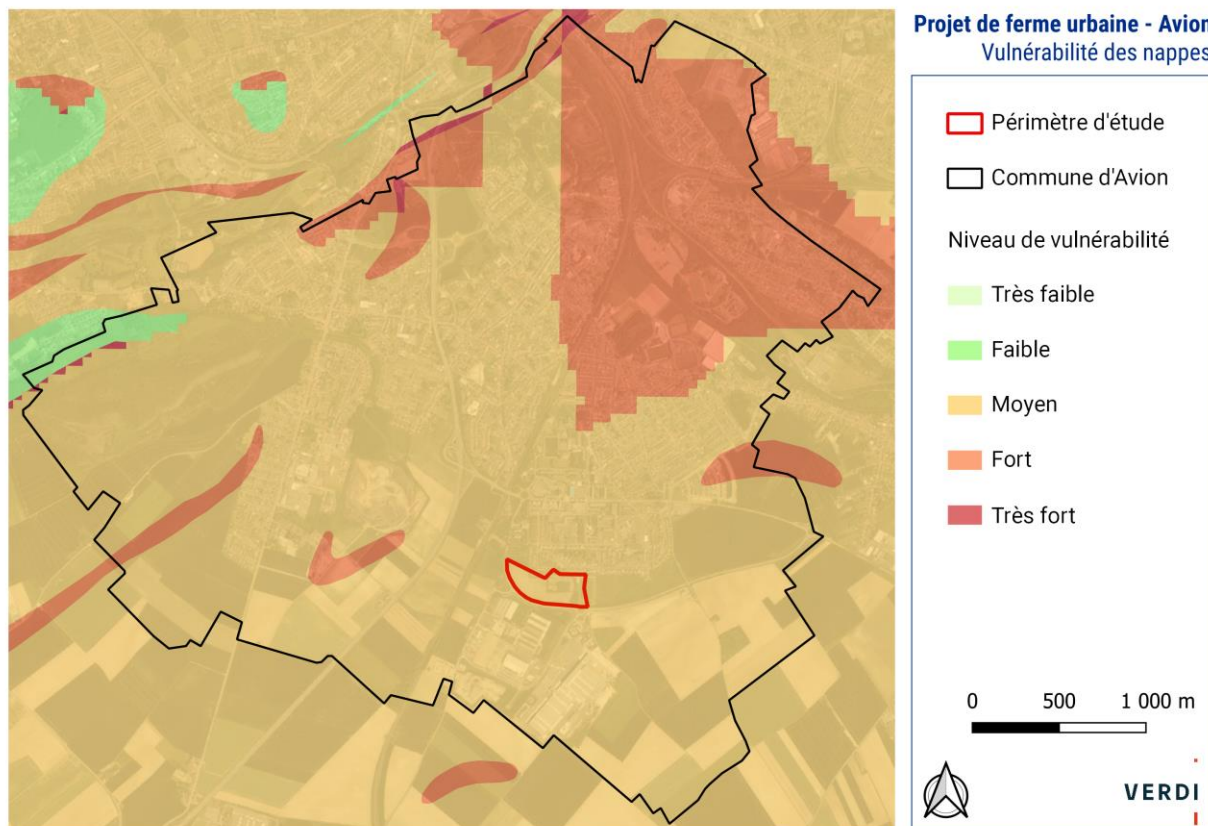 Projet de ferme urbaine - Avion
Vulnérabilité des nappes
Périmètre d'étude
Commune d'Avion
Niveau de vulnérabilité
Très faible
Faible
Moyen
Fort
Très fort
0 500 1 000 m
VERDI